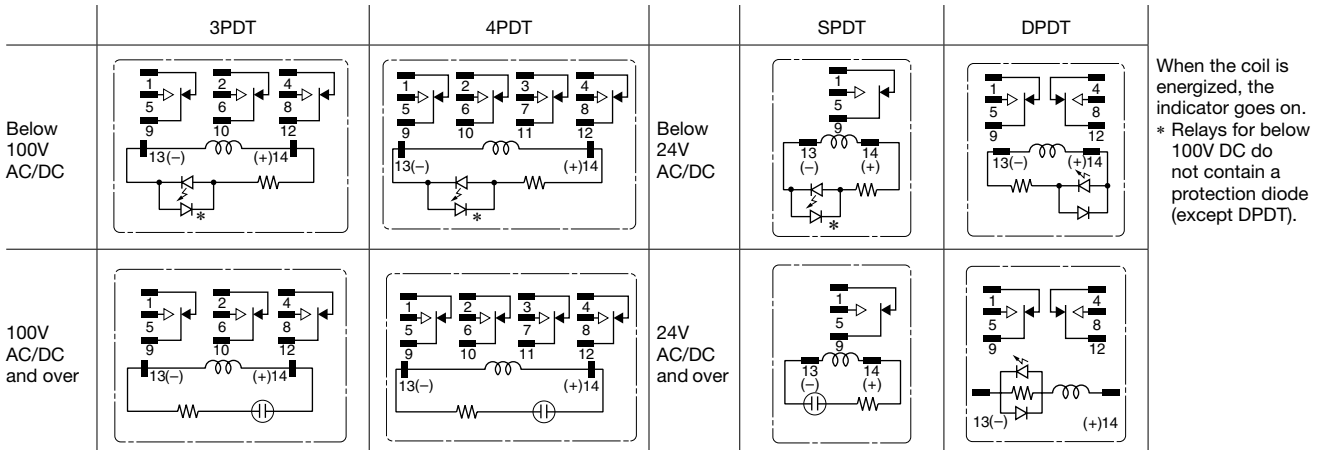 3PDT 4PDT SPDT DPDT
Below
100V
AC/DC
1 2 4
5 6 8
9 10 12
13(−) (+)14
*
1 2 3 4
5 6 7 8
9 10 11 12
13(−) (+)14
*
Below
24V
AC/DC
1
5
9
13 14
(−) (+)
*
1 4
5 8
9 12
13(−) (+)14
When the coil is
energized, the
indicator goes on.
* Relays for below
100V DC do
not contain a
protection diode
(except DPDT).
100V
AC/DC
and over
1 2 4
5 6 8
9 10 12
13(−) (+)14
1 2 3 4
5 6 7 8
9 10 11 12
13(−) (+)14
24V
AC/DC
and over
1
5
9
13 14
(−) (+)
1 4
5 8
9 12
13(−) (+)14